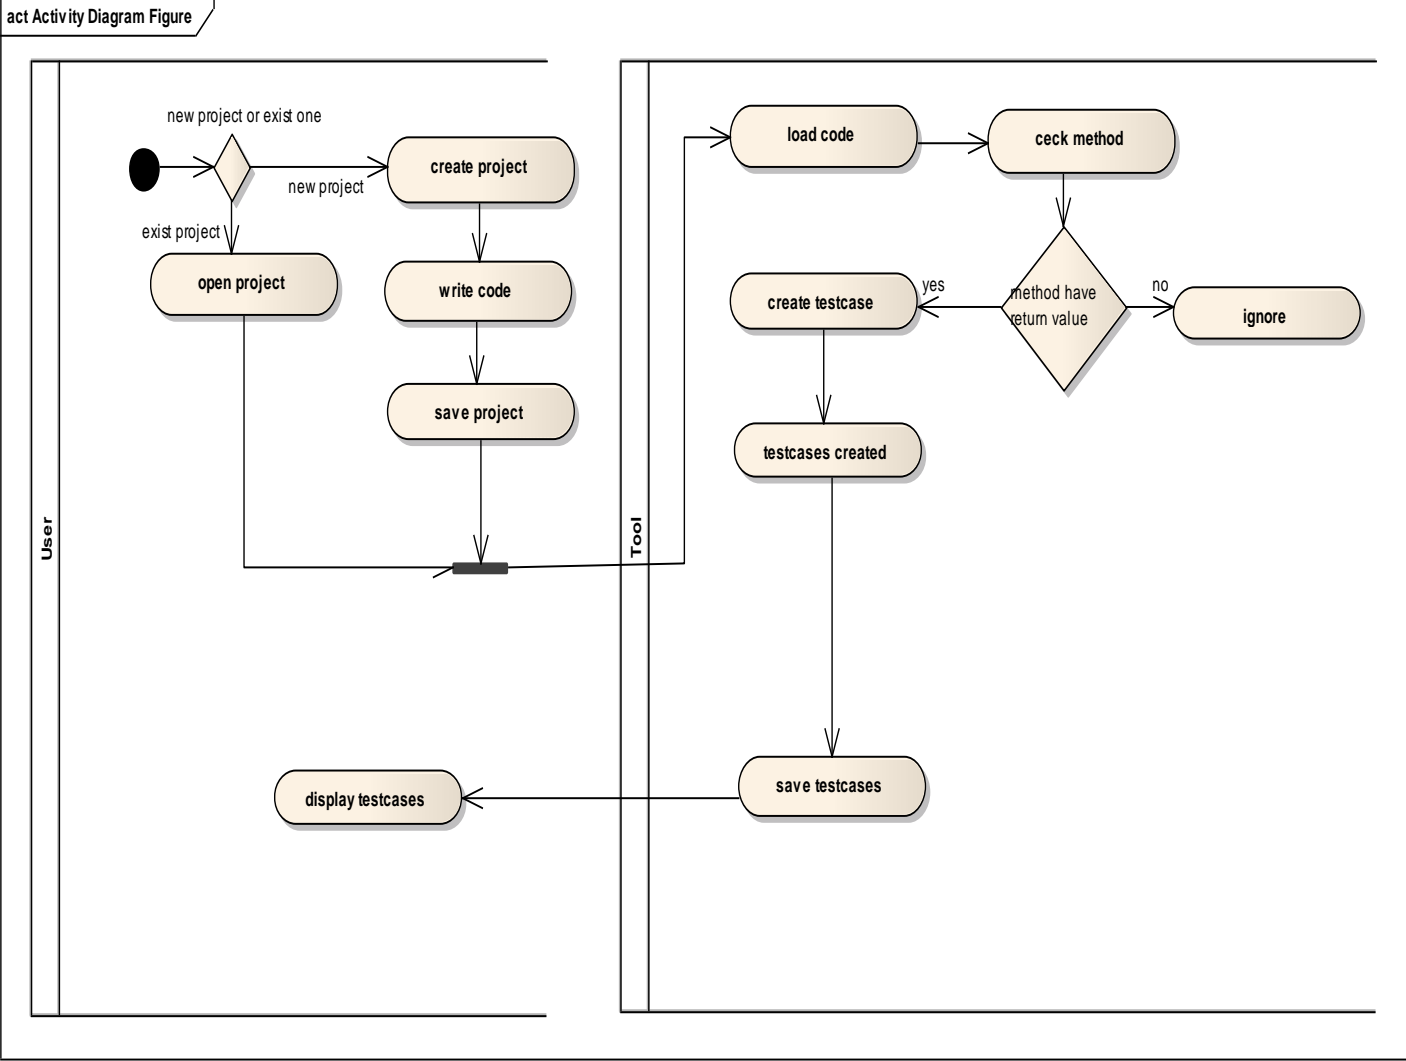 act Activity Diagram Figure
new project or exist one
create project
new project
exist project
open project
write code
save project
User
display testcases
load code
ceck method
yes
method have
return value
no
create testcase
ignore
testcases created
Tool
save testcases